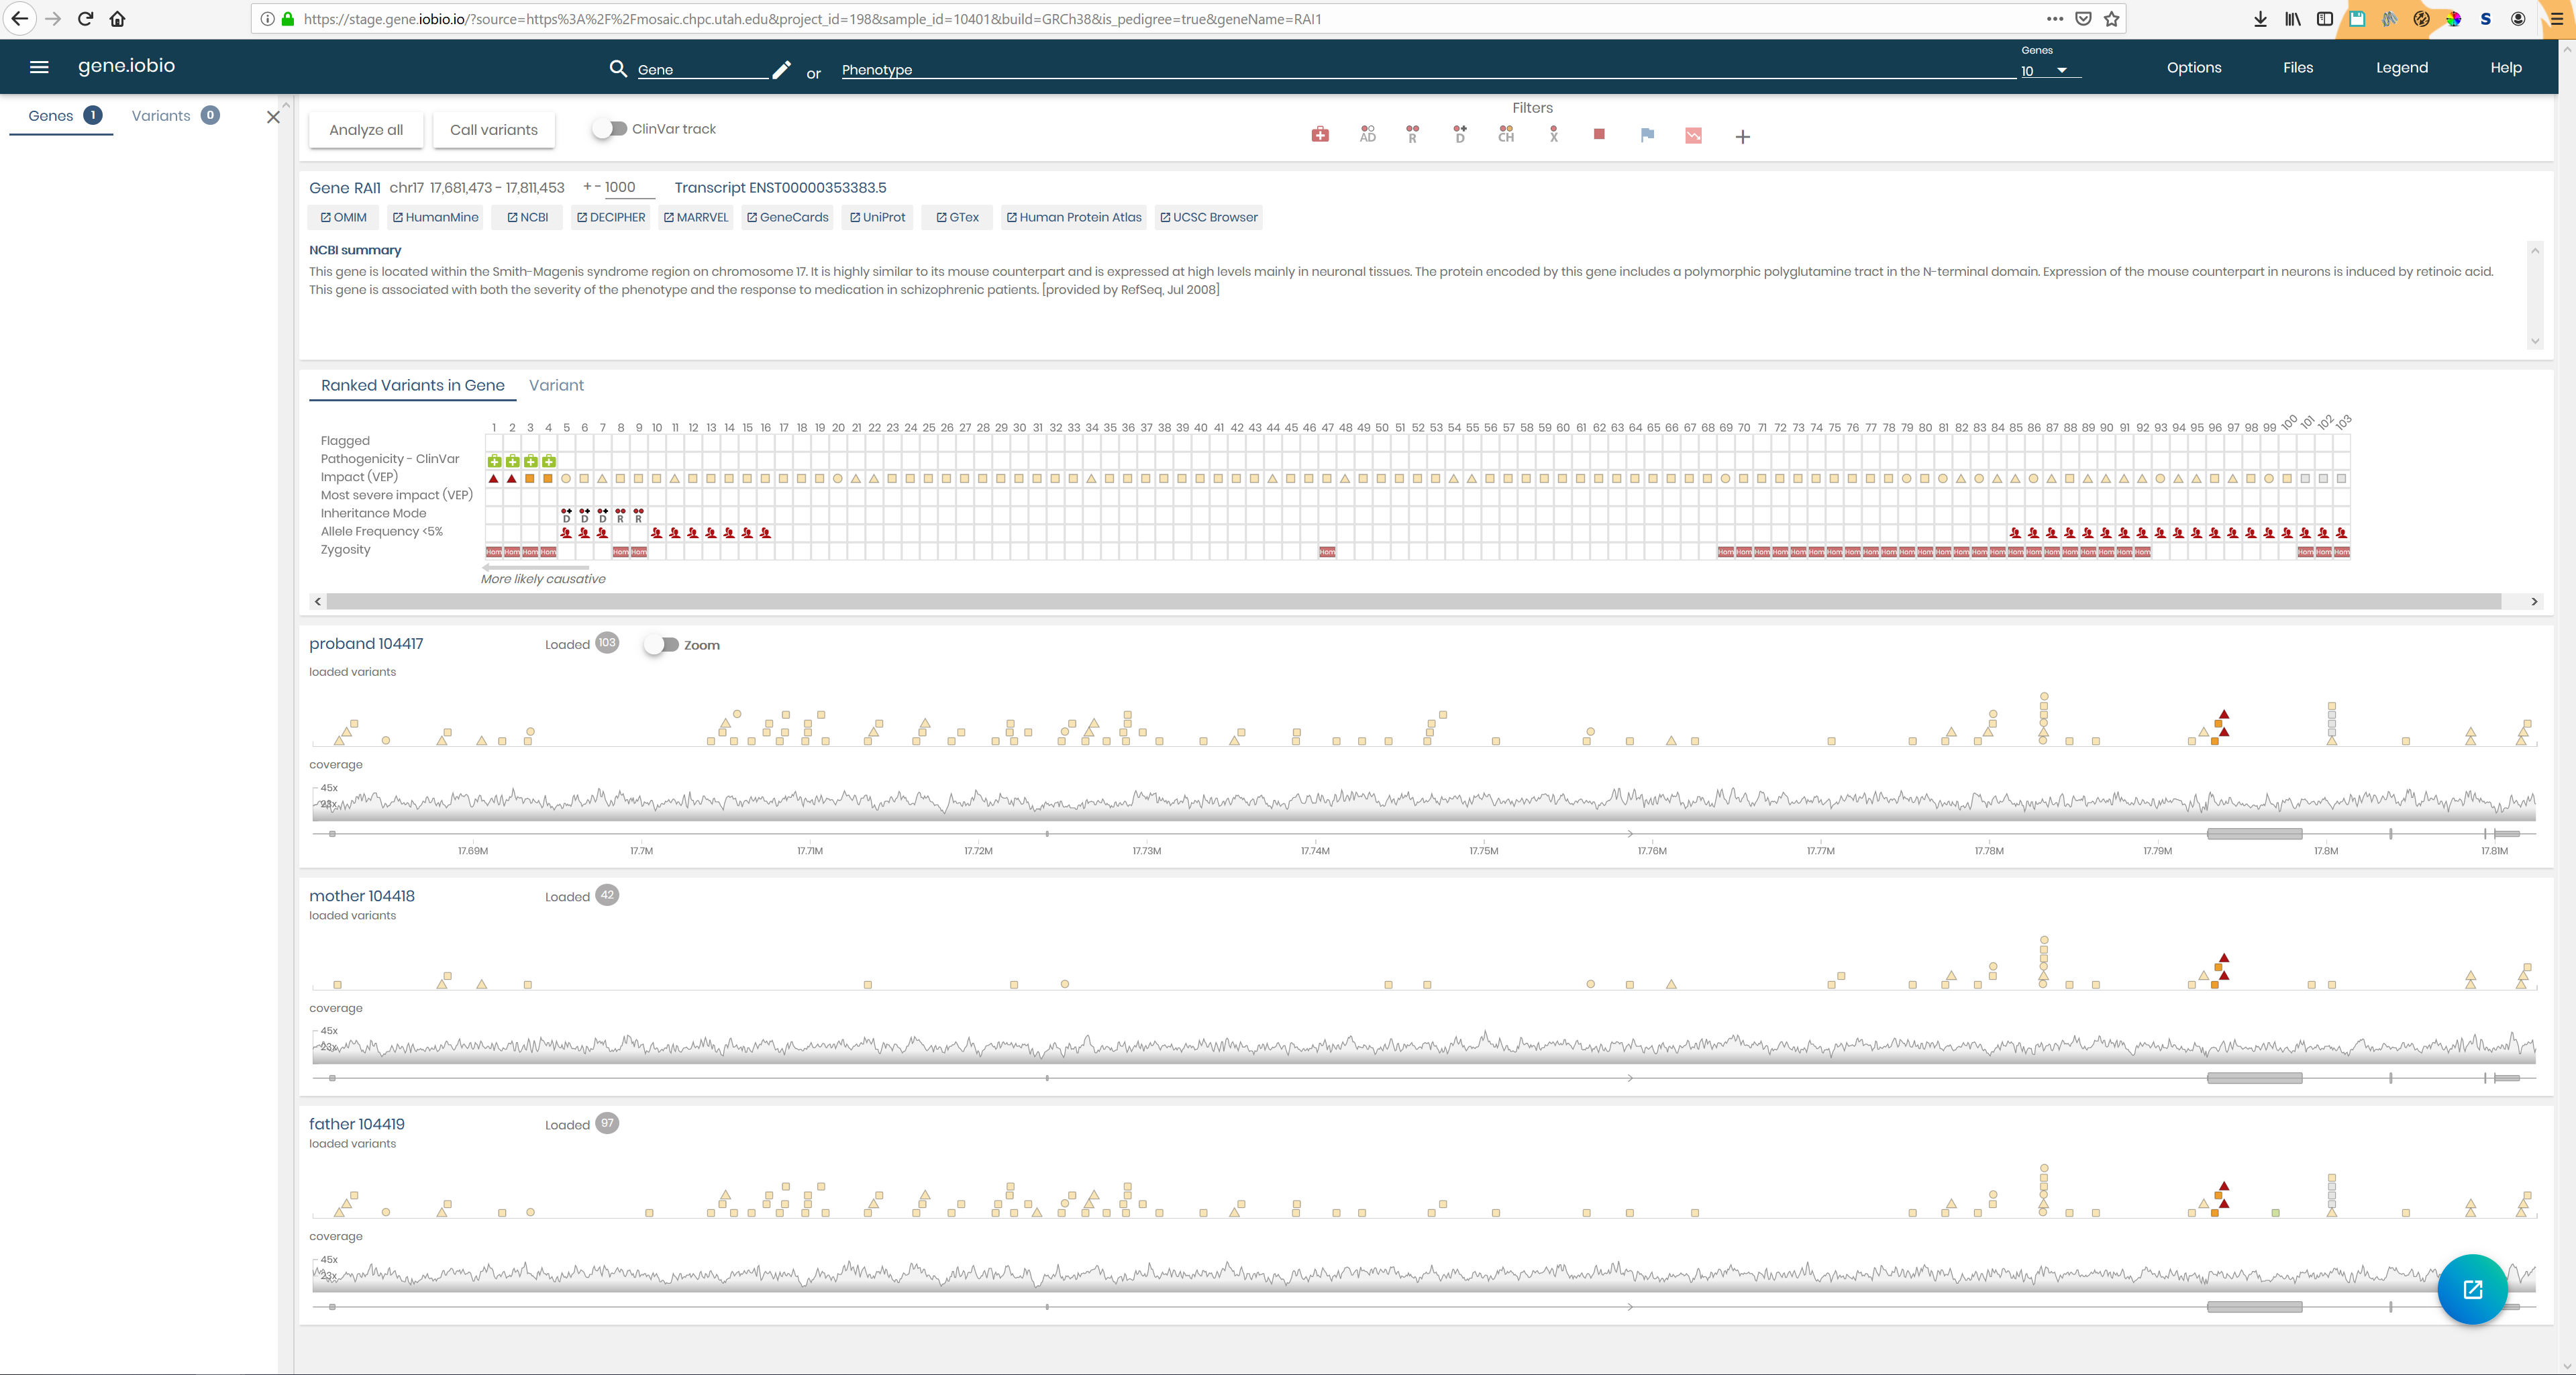 https://stage.gene.iobio.io/?source=https%3A%2F%2Fmosaic.chpc.utah.edu&project_id=198&sample_id=10401&build=GRCh38&is_pedigree=true&geneName=RAI1
gene.iobio
Gene or Phenotype
Genes
10
Options Files Legend Help
Genes 1 Variants 0
Analyze all Call variants ClinVar track
Filters
AD R D CH X
Gene RAI1 chr17 17,681,473 - 17,811,453 + - 1000 Transcript ENST00000353383.5
OMIM HumanMine NCBI DECIPHER MARRVEL GeneCards UniProt GTex Human Protein Atlas UCSC Browser
NCBI summary
This gene is located within the Smith-Magenis syndrome region on chromosome 17. It is highly similar to its mouse counterpart and is expressed at high levels mainly in neuronal tissues. The protein encoded by this gene includes a polymorphic polyglutamine tract in the N-terminal domain. Expression of the mouse counterpart in neurons is induced by retinoic acid.
This gene is associated with both the severity of the phenotype and the response to medication in schizophrenic patients. [provided by RefSeq, Jul 2008]
Ranked Variants in Gene Variant
1 2 3 4 5 6 7 8 9 10 11 12 13 14 15 16 17 18 19 20 21 22 23 24 25 26 27 28 29 30 31 32 33 34 35 36 37 38 39 40 41 42 43 44 45 46 47 48 49 50 51 52 53 54 55 56 57 58 59 60 61 62 63 64 65 66 67 68 69 70 71 72 73 74 75 76 77 78 79 80 81 82 83 84 85 86 87 88 89 90 91 92 93 94 95 96 97 98 99 100 101 102 103
Flagged
Pathogenicity - ClinVar
Impact (VEP)
Most severe impact (VEP)
Inheritance Mode D D D R R
Allele Frequency <5%
Zygosity Hom Hom Hom Hom Hom Hom Hom Hom Hom Hom Hom Hom Hom Hom Hom Hom Hom Hom Hom Hom Hom Hom Hom Hom Hom Hom Hom Hom Hom Hom Hom Hom Hom Hom
More likely causative
proband 104417 Loaded 103 Zoom
loaded variants
coverage
45x
23x
17.69M 17.7M 17.71M 17.72M 17.73M 17.74M 17.75M 17.76M 17.77M 17.78M 17.79M 17.8M 17.81M
mother 104418 Loaded 42
loaded variants
coverage
45x
23x
father 104419 Loaded 97
loaded variants
coverage
45x
23x